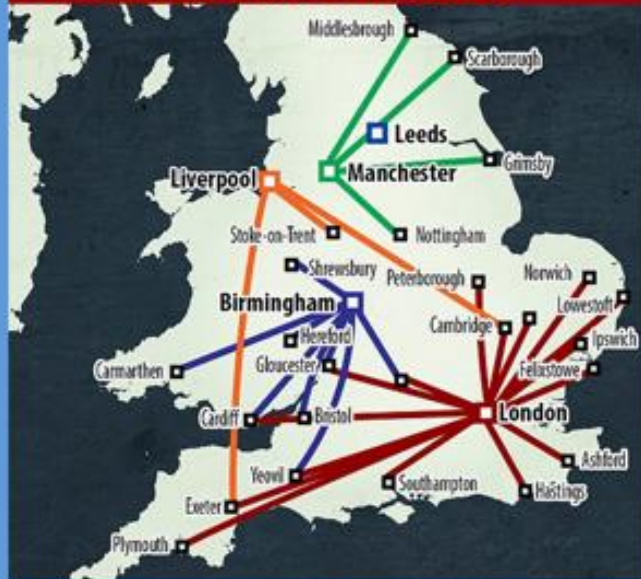 Middlesbrough
Scarborough
Leeds
Grimsby
Liverpool
Manchester
Stoke-on-Trent
Nottingham
Shrewsbury
Peterborough
Norwich
Birmingham
Lowestoft
Cambridge
Hereford
Ipswich
Gloucester
Carmarthen
Felixstowe
London
Cardiff
Bristol
Ashford
Yeovil
Southampton
Hastings
Exeter
Plymouth